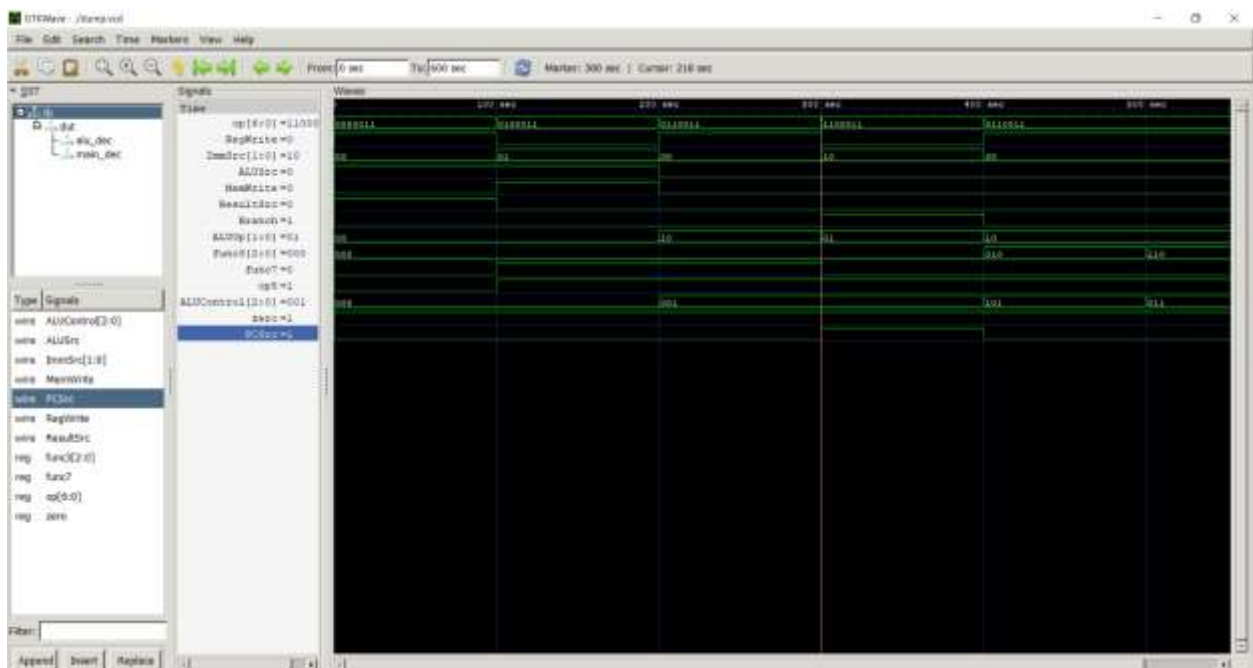 GTKWave - ./dump.vcd
File Edit Search Time Markers View Help
From: 0 sec To: 600 sec Marker: 300 sec | Cursor: 210 sec
SST
tb
dut
alu_dec
main_dec
Type Signals
wire ALUControl[2:0]
wire ALUSrc
wire ImmSrc[1:0]
wire MemWrite
wire PCSrc
wire RegWrite
wire ResultSrc
reg func3[2:0]
reg func7
reg op[6:0]
reg zero
Filter:
Append Insert Replace
Signals
Time
op[6:0] =11000
RegWrite=0
ImmSrc[1:0] =10
ALUSrc=0
MemWrite=0
ResultSrc=0
Branch=1
ALUOp[1:0] =01
func3[2:0] =000
func7=0
op5=1
ALUControl[2:0] =001
zero=1
PCSrc=1
Waves
100 sec 200 sec 300 sec 400 sec 500 sec
0000011 0100011 0110011 1100011 0110011
00 01 00 10 00
00 10 01 10
000 010 110
000 001 101 011